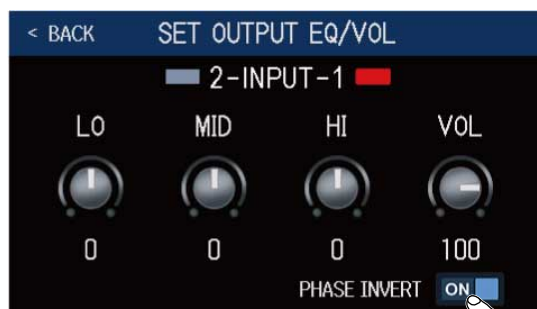 < BACK SET OUTPUT EQ/VOL
2-INPUT-1
LO MID HI VOL
0 0 0 100
PHASE INVERT ON